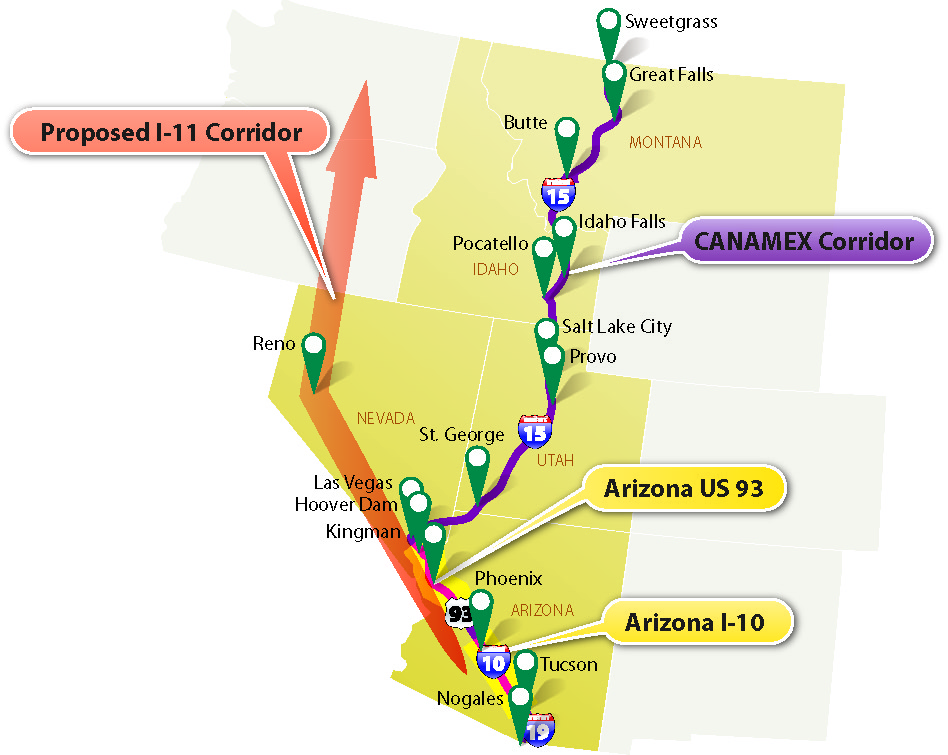 Sweetgrass
Great Falls
Proposed I-11 Corridor
Butte
MONTANA
15
Idaho Falls
Pocatello
CANAMEX Corridor
IDAHO
Salt Lake City
Reno
Provo
NEVADA
St. George
15
UTAH
Las Vegas
Arizona US 93
Hoover Dam
Kingman
Phoenix
93
ARIZONA
Arizona I-10
10
Tucson
Nogales
19